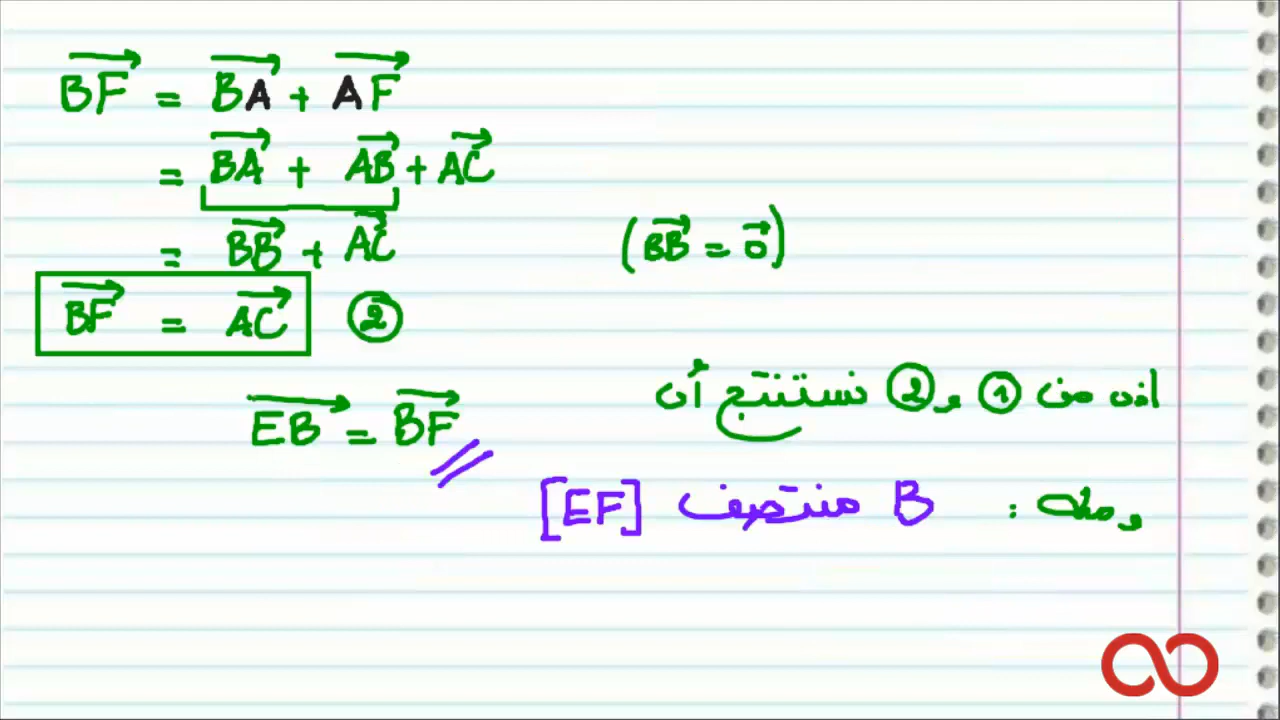 BF = BA + AF
= BA + AB + AC
= BB + AC (BB = 0)
BF = AC ②
اذن من ① و ② نستنتج أن
EB = BF
ومنه : B منتصف [EF]